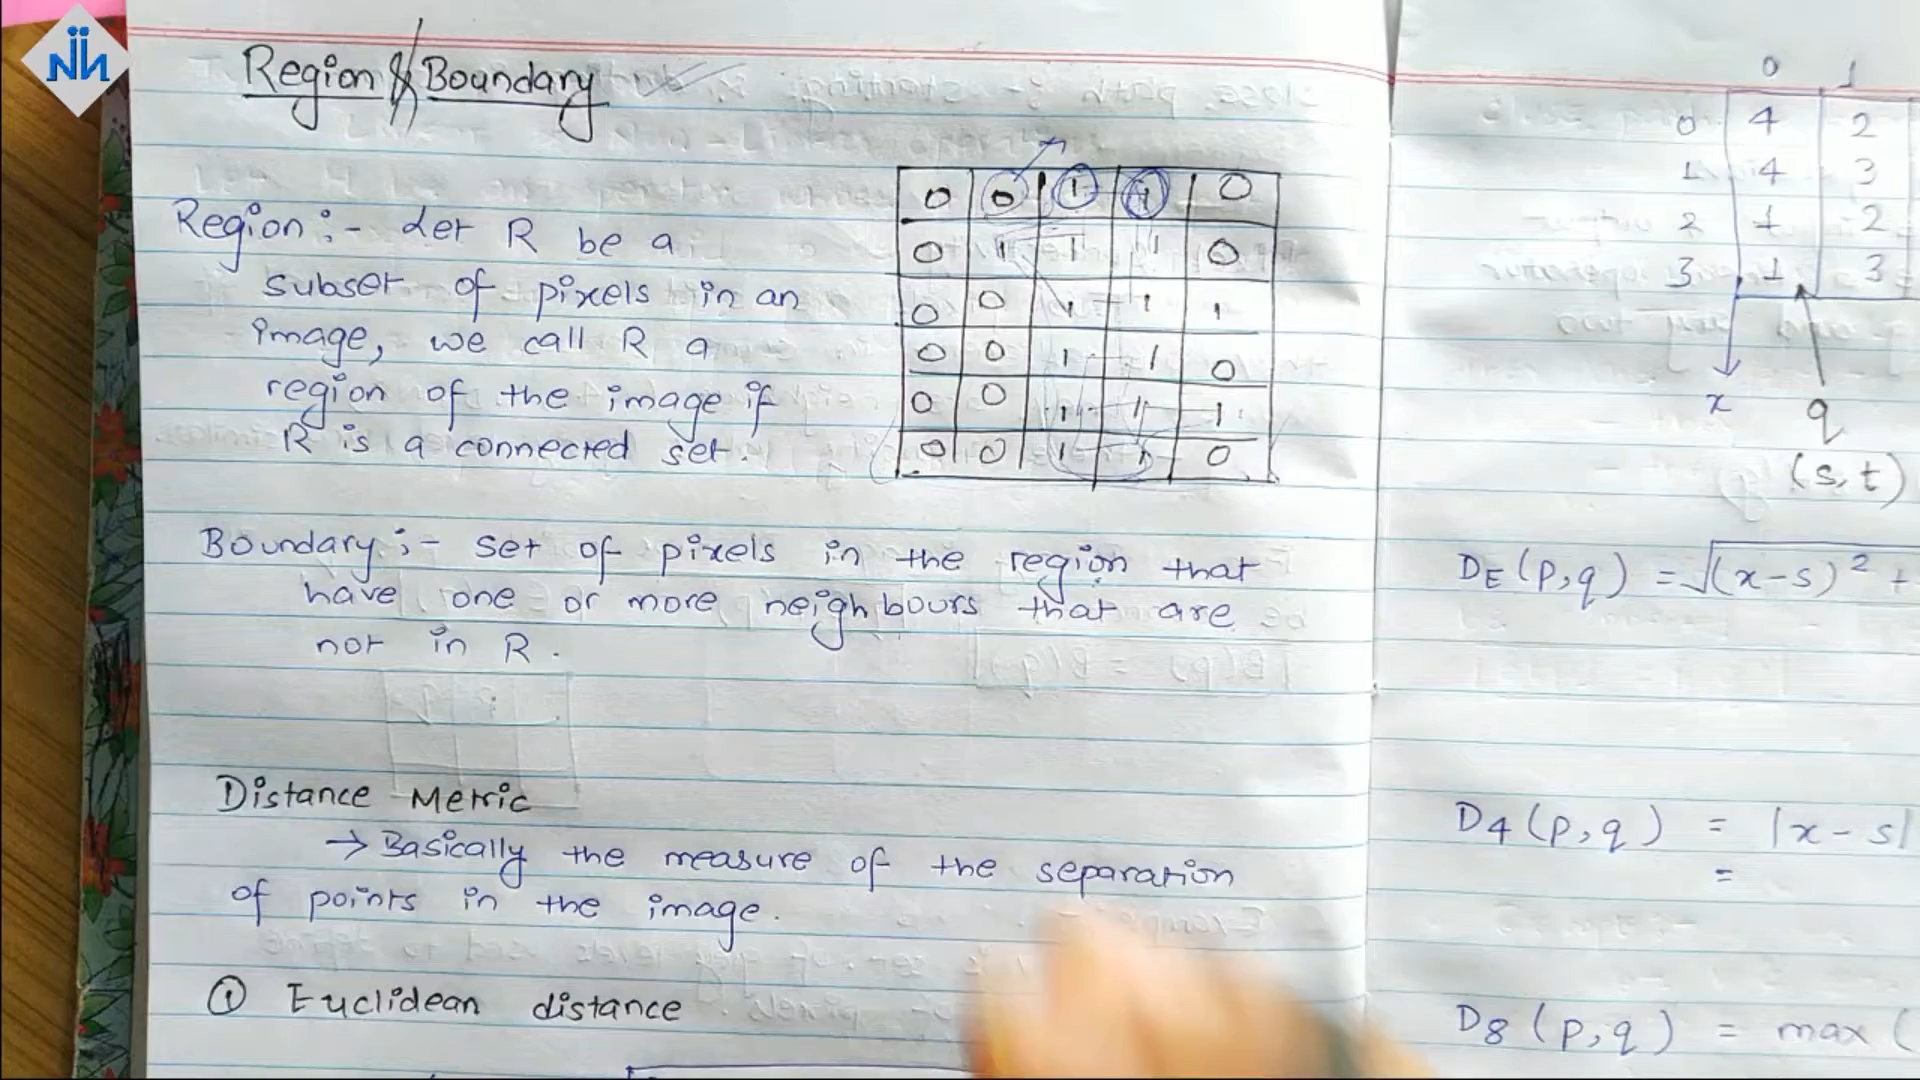 Region & Boundary
Region :- Let R be a
subset of pixels in an
image, we call R a
region of the image if
R is a connected set.
0 0 1 1 0
0 1 1 1 0
0 0 1 1 1
0 0 1 1 0
0 0 1 1 1
0 0 1 1 0
Boundary :- set of pixels in the region that
have one or more neighbours that are
not in R.
Distance Metric
→ Basically the measure of the separation
of points in the image.
① Euclidean distance
0 1
0 4 2
1 4 3
2 1 2
3 1 3
x q
(s,t)
DE (p,q) = √(x-s)² +
D4 (p,q) = |x-s|
=
D8 (p,q) = max (